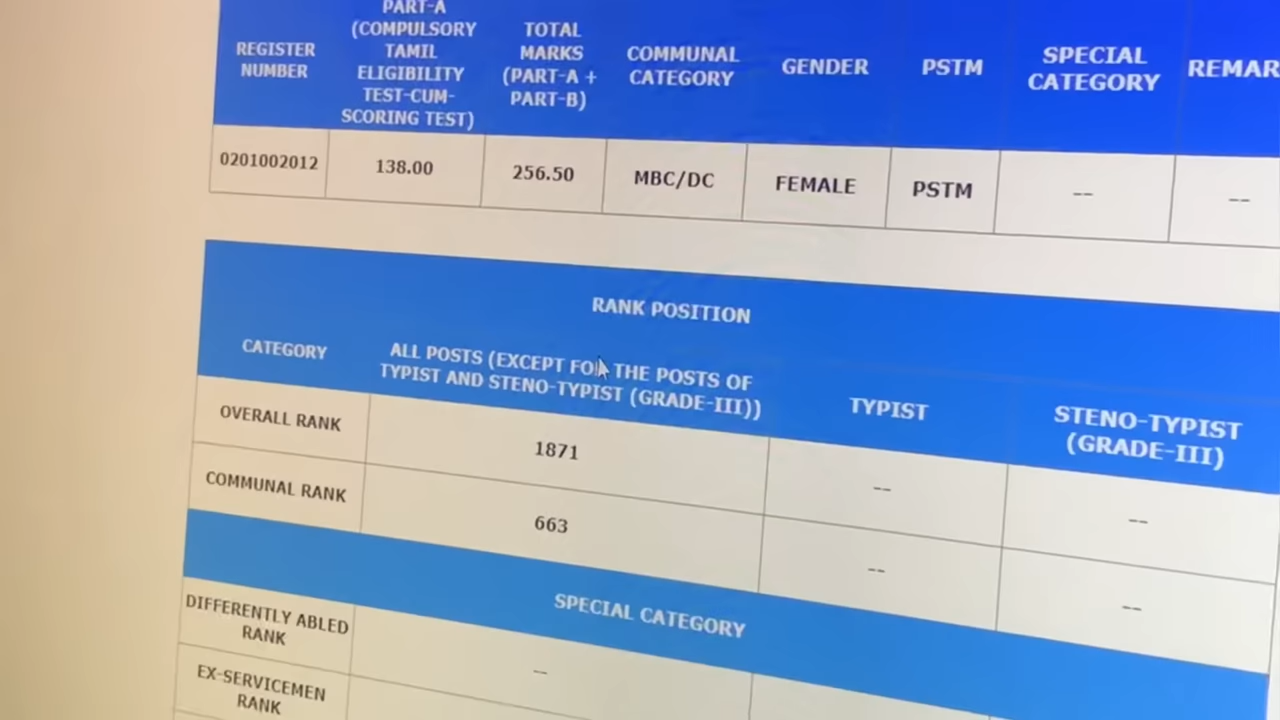 REGISTER NUMBER
PART-A (COMPULSORY TAMIL ELIGIBILITY TEST-CUM-SCORING TEST)
TOTAL MARKS (PART-A + PART-B)
COMMUNAL CATEGORY
GENDER
PSTM
SPECIAL CATEGORY
REMAR
0201002012
138.00
256.50
MBC/DC
FEMALE
PSTM
--
--
RANK POSITION
CATEGORY
ALL POSTS (EXCEPT FOR THE POSTS OF
TYPIST AND STENO-TYPIST (GRADE-III))
TYPIST
STENO-TYPIST
(GRADE-III)
OVERALL RANK
1871
--
--
COMMUNAL RANK
663
--
--
SPECIAL CATEGORY
DIFFERENTLY ABLED
RANK
--
EX-SERVICEMEN
RANK